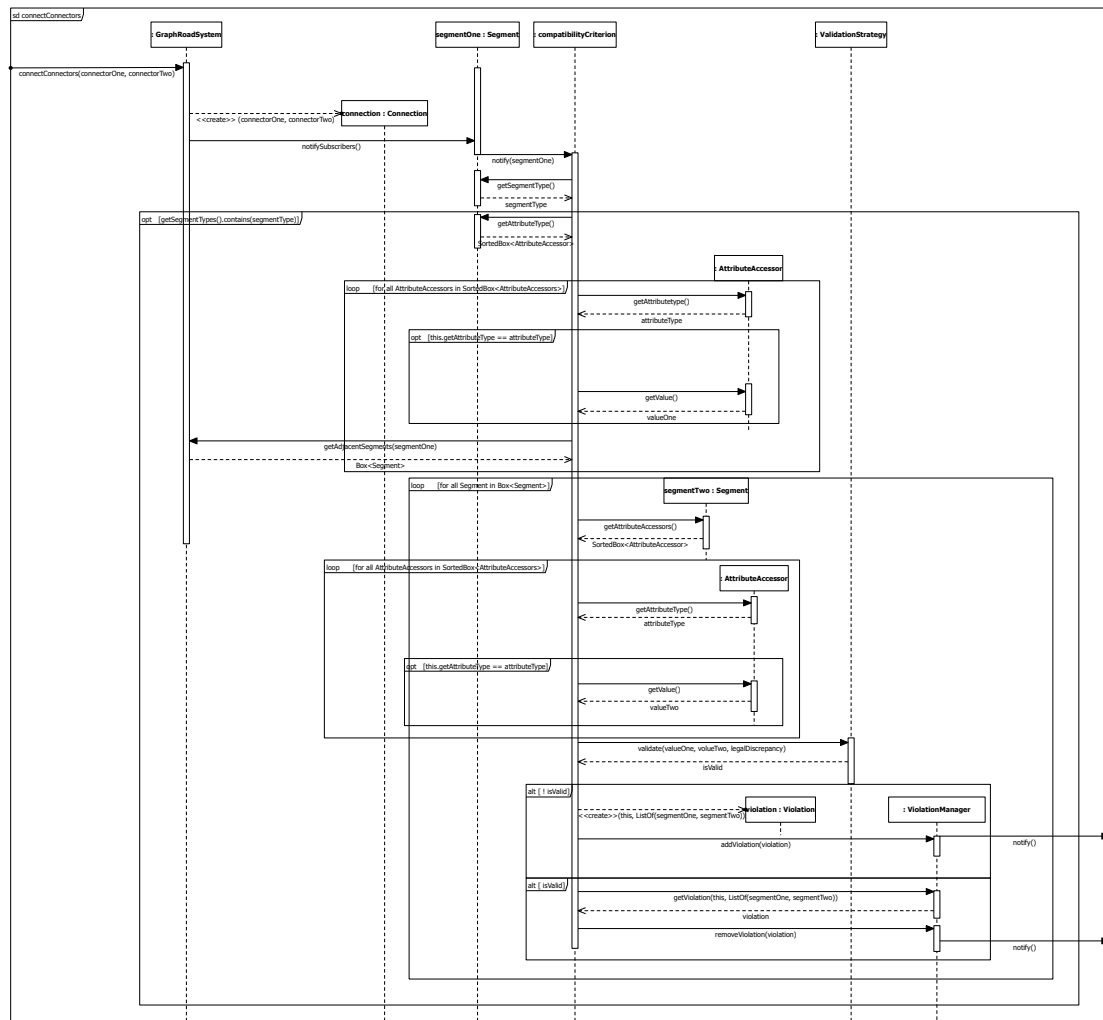 sd connectConnectors
: GraphRoadSystem
segmentOne : Segment
: compatibilityCriterion
: ValidationStrategy
connectConnectors(connectorOne, connectorTwo)
connection : Connection
<<create>> (connectorOne, connectorTwo)
notifySubscribers()
notify(segmentOne)
getSegmentType()
segmentType
opt [getSegmentTypes().contains(segmentType)]
getAttributeType()
SortedBox<AttributeAccessor>
: AttributeAccessor
loop [for all AttributeAccessors in SortedBox<AttributeAccessors>]
getAttributetype()
attributeType
opt [this.getAttributeType == attributeType]
getValue()
valueOne
getAdjacentSegments(segmentOne)
Box<Segment>
loop [for all Segment in Box<Segment>]
segmentTwo : Segment
getAttributeAccessors()
SortedBox<AttributeAccessor>
loop [for all AttributeAccessors in SortedBox<AttributeAccessors>]
: AttributeAccessor
getAttributeType()
attributeType
opt [this.getAttributeType == attributeType]
getValue()
valueTwo
validate(valueOne, volueTwo, legalDiscrepancy)
isValid
alt [ ! isValid]
violation : Violation
: ViolationManager
<<create>>(this, ListOf(segmentOne, segmentTwo))
addViolation(violation)
notify()
alt [ isValid]
getViolation(this, ListOf(segmentOne, segmentTwo))
violation
removeViolation(violation)
notify()